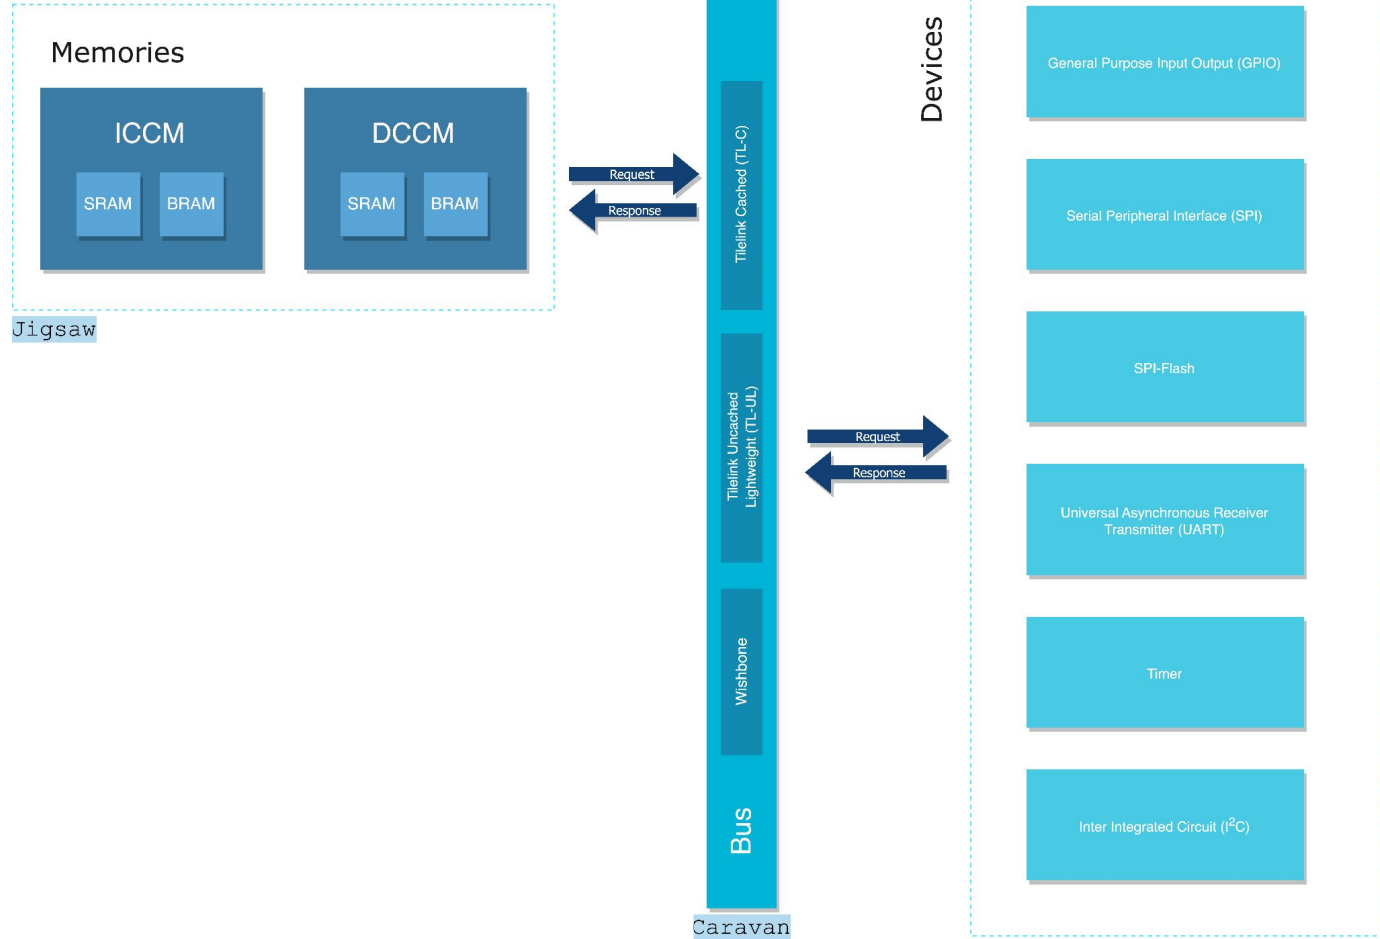 Memories
ICCM
SRAM
BRAM
DCCM
SRAM
BRAM
Jigsaw
Request
Response
Tilelink Cached (TL-C)
Tilelink Uncached
Lightweight (TL-UL)
Wishbone
Bus
Caravan
Request
Response
Devices
General Purpose Input Output (GPIO)
Serial Peripheral Interface (SPI)
SPI-Flash
Universal Asynchronous Receiver
Transmitter (UART)
Timer
Inter Integrated Circuit (I²C)